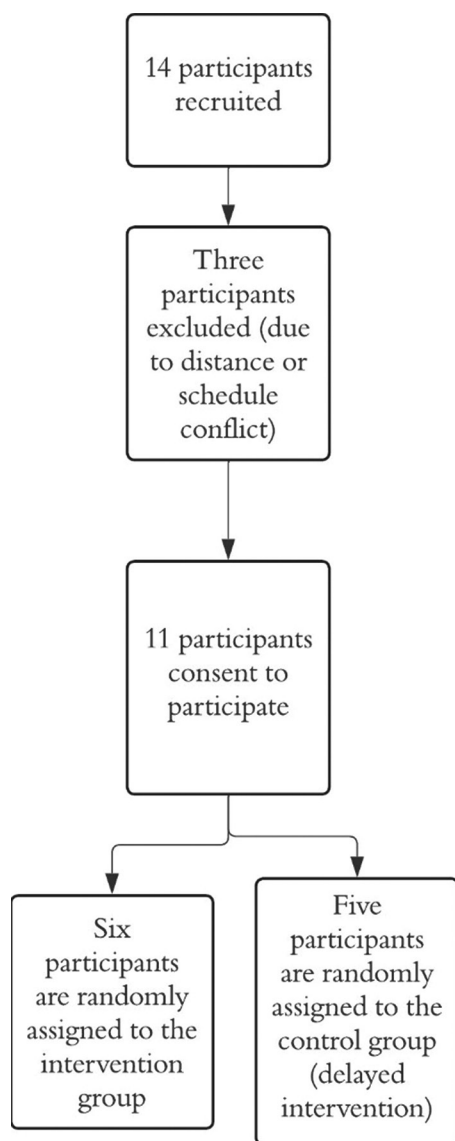 14 participants
recruited
Three
participants
excluded (due
to distance or
schedule
conflict)
11 participants
consent to
participate
Six
participants
are randomly
assigned to the
intervention
group
Five
participants
are randomly
assigned to the
control group
(delayed
intervention)